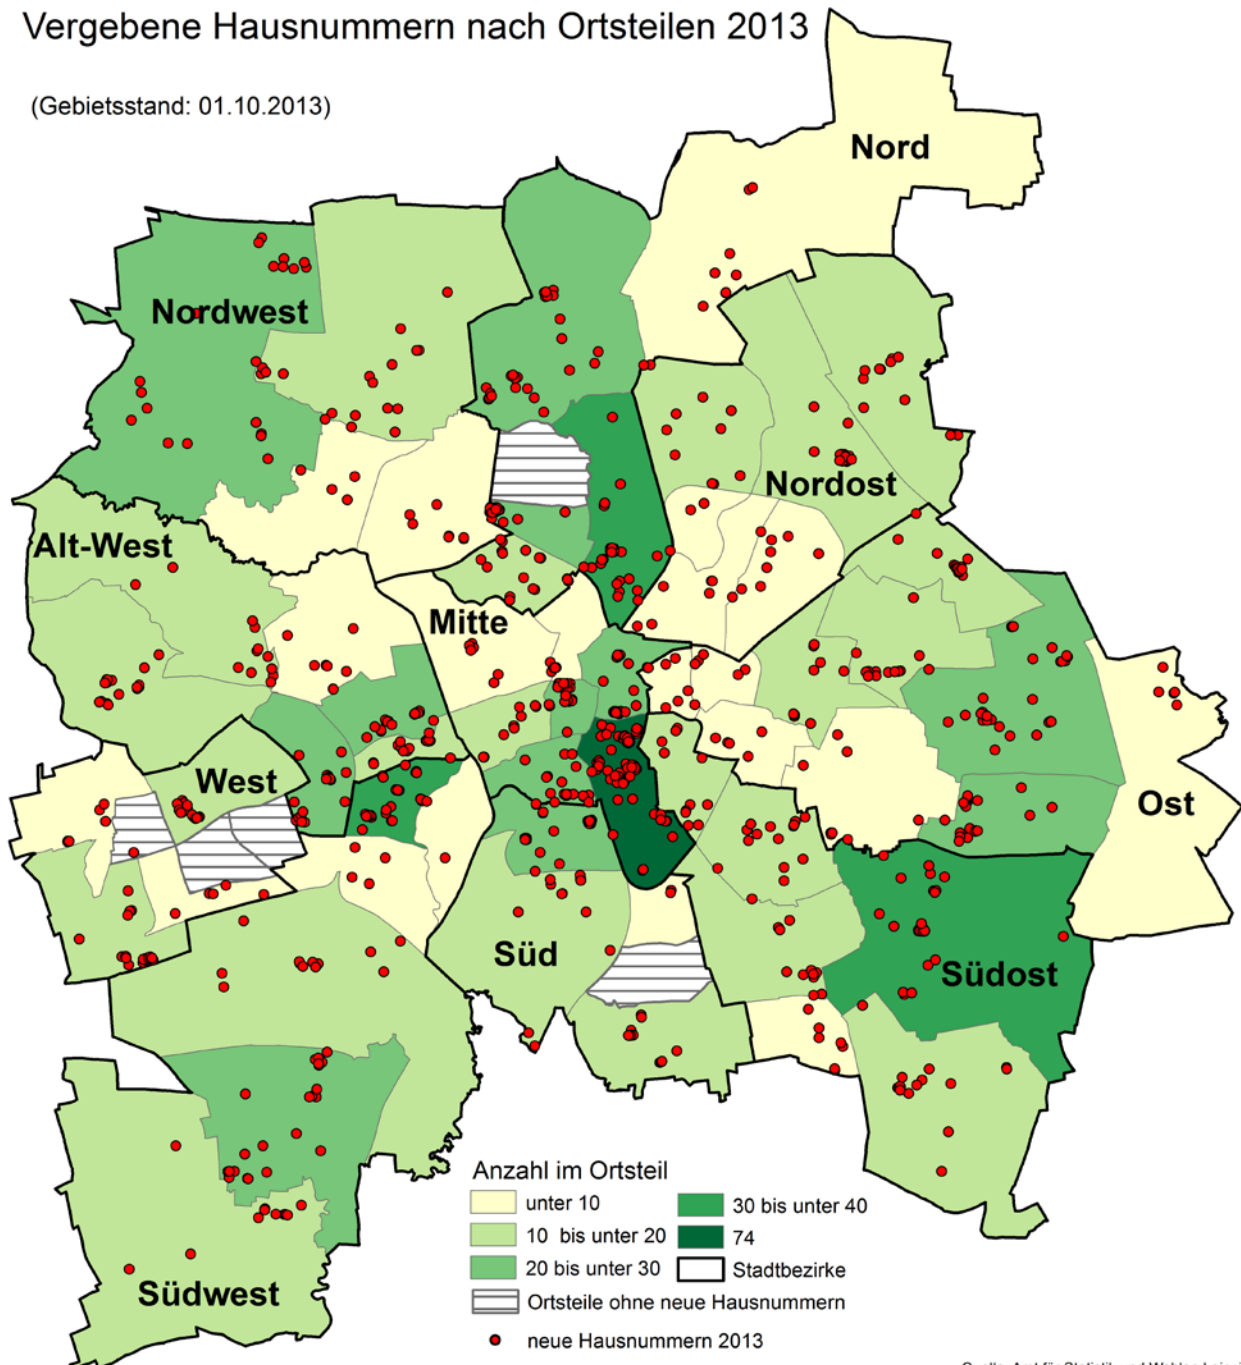 Vergebene Hausnummern nach Ortsteilen 2013
(Gebietsstand: 01.10.2013)
Nord
Nordwest
Nordost
Alt-West
Mitte
West
Ost
Süd
Südost
Südwest
Anzahl im Ortsteil
unter 10
30 bis unter 40
10 bis unter 20
74
20 bis unter 30
Stadtbezirke
Ortsteile ohne neue Hausnummern
neue Hausnummern 2013